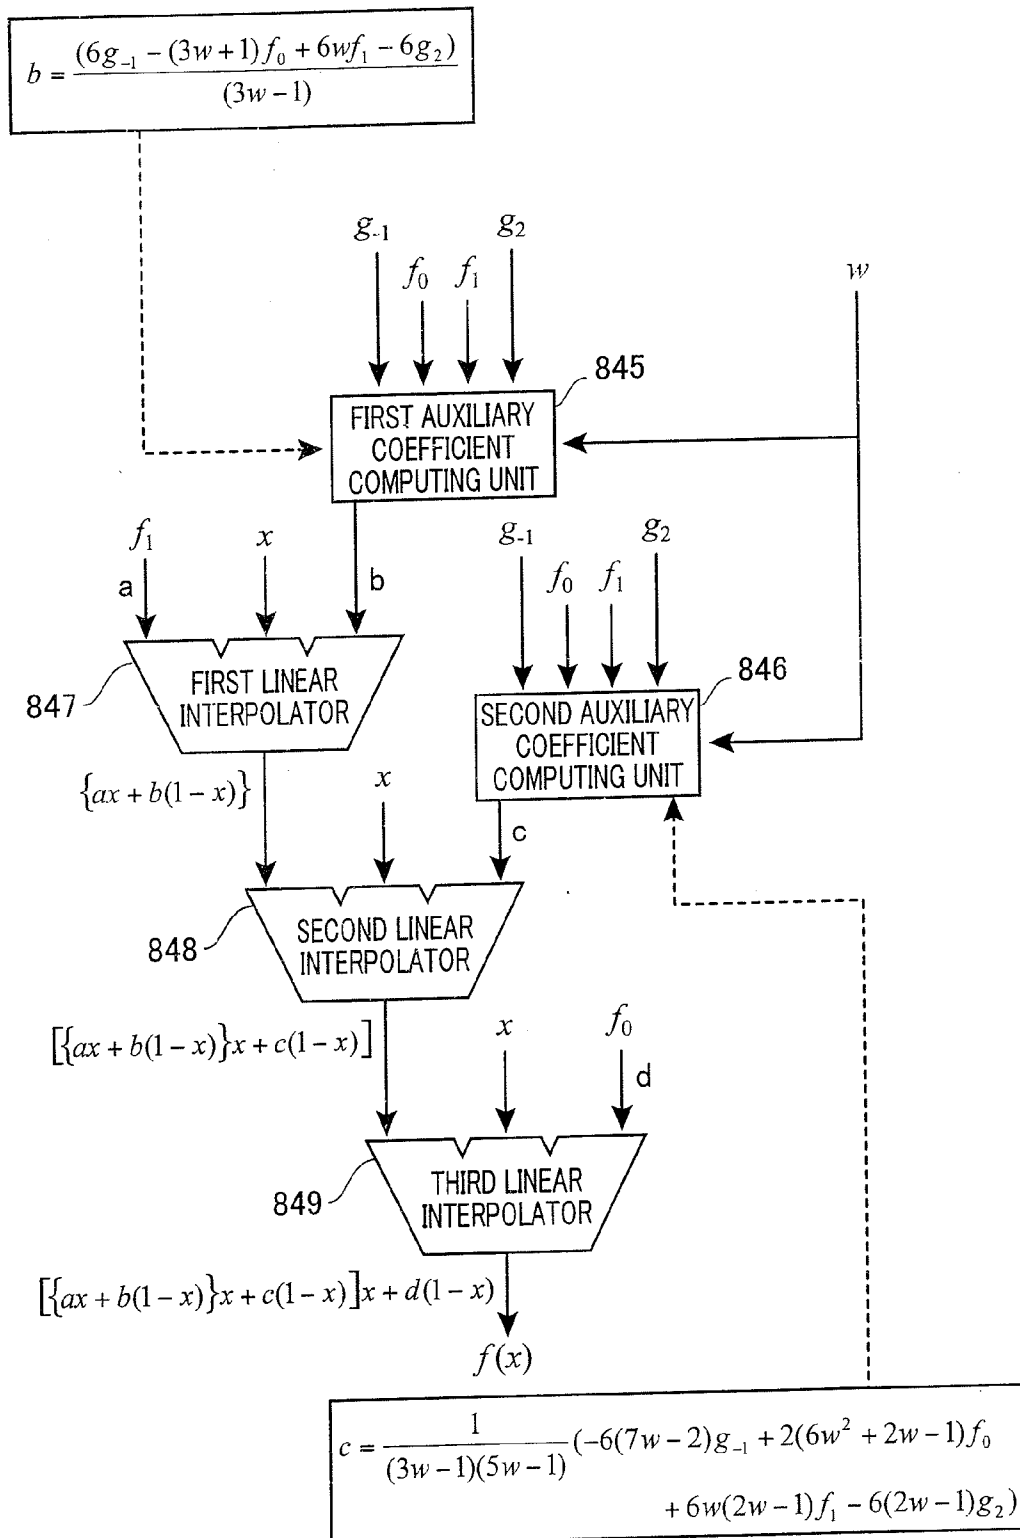 b = (6g₋₁ − (3w + 1)f₀ + 6wf₁ − 6g₂) / (3w − 1)
g₋₁
g₂
f₀
f₁
w
845
FIRST AUXILIARY
COEFFICIENT
COMPUTING UNIT
f₁
x
g₋₁
g₂
a
b
f₀
f₁
846
847
FIRST LINEAR
INTERPOLATOR
SECOND AUXILIARY
COEFFICIENT
COMPUTING UNIT
{ax + b(1 − x)}
x
c
848
SECOND LINEAR
INTERPOLATOR
[{ax + b(1 − x)}x + c(1 − x)]
x
f₀
d
849
THIRD LINEAR
INTERPOLATOR
[{ax + b(1 − x)}x + c(1 − x)]x + d(1 − x)
f(x)
c = 1 / (3w − 1)(5w − 1) (−6(7w − 2)g₋₁ + 2(6w² + 2w − 1)f₀
+ 6w(2w − 1)f₁ − 6(2w − 1)g₂)